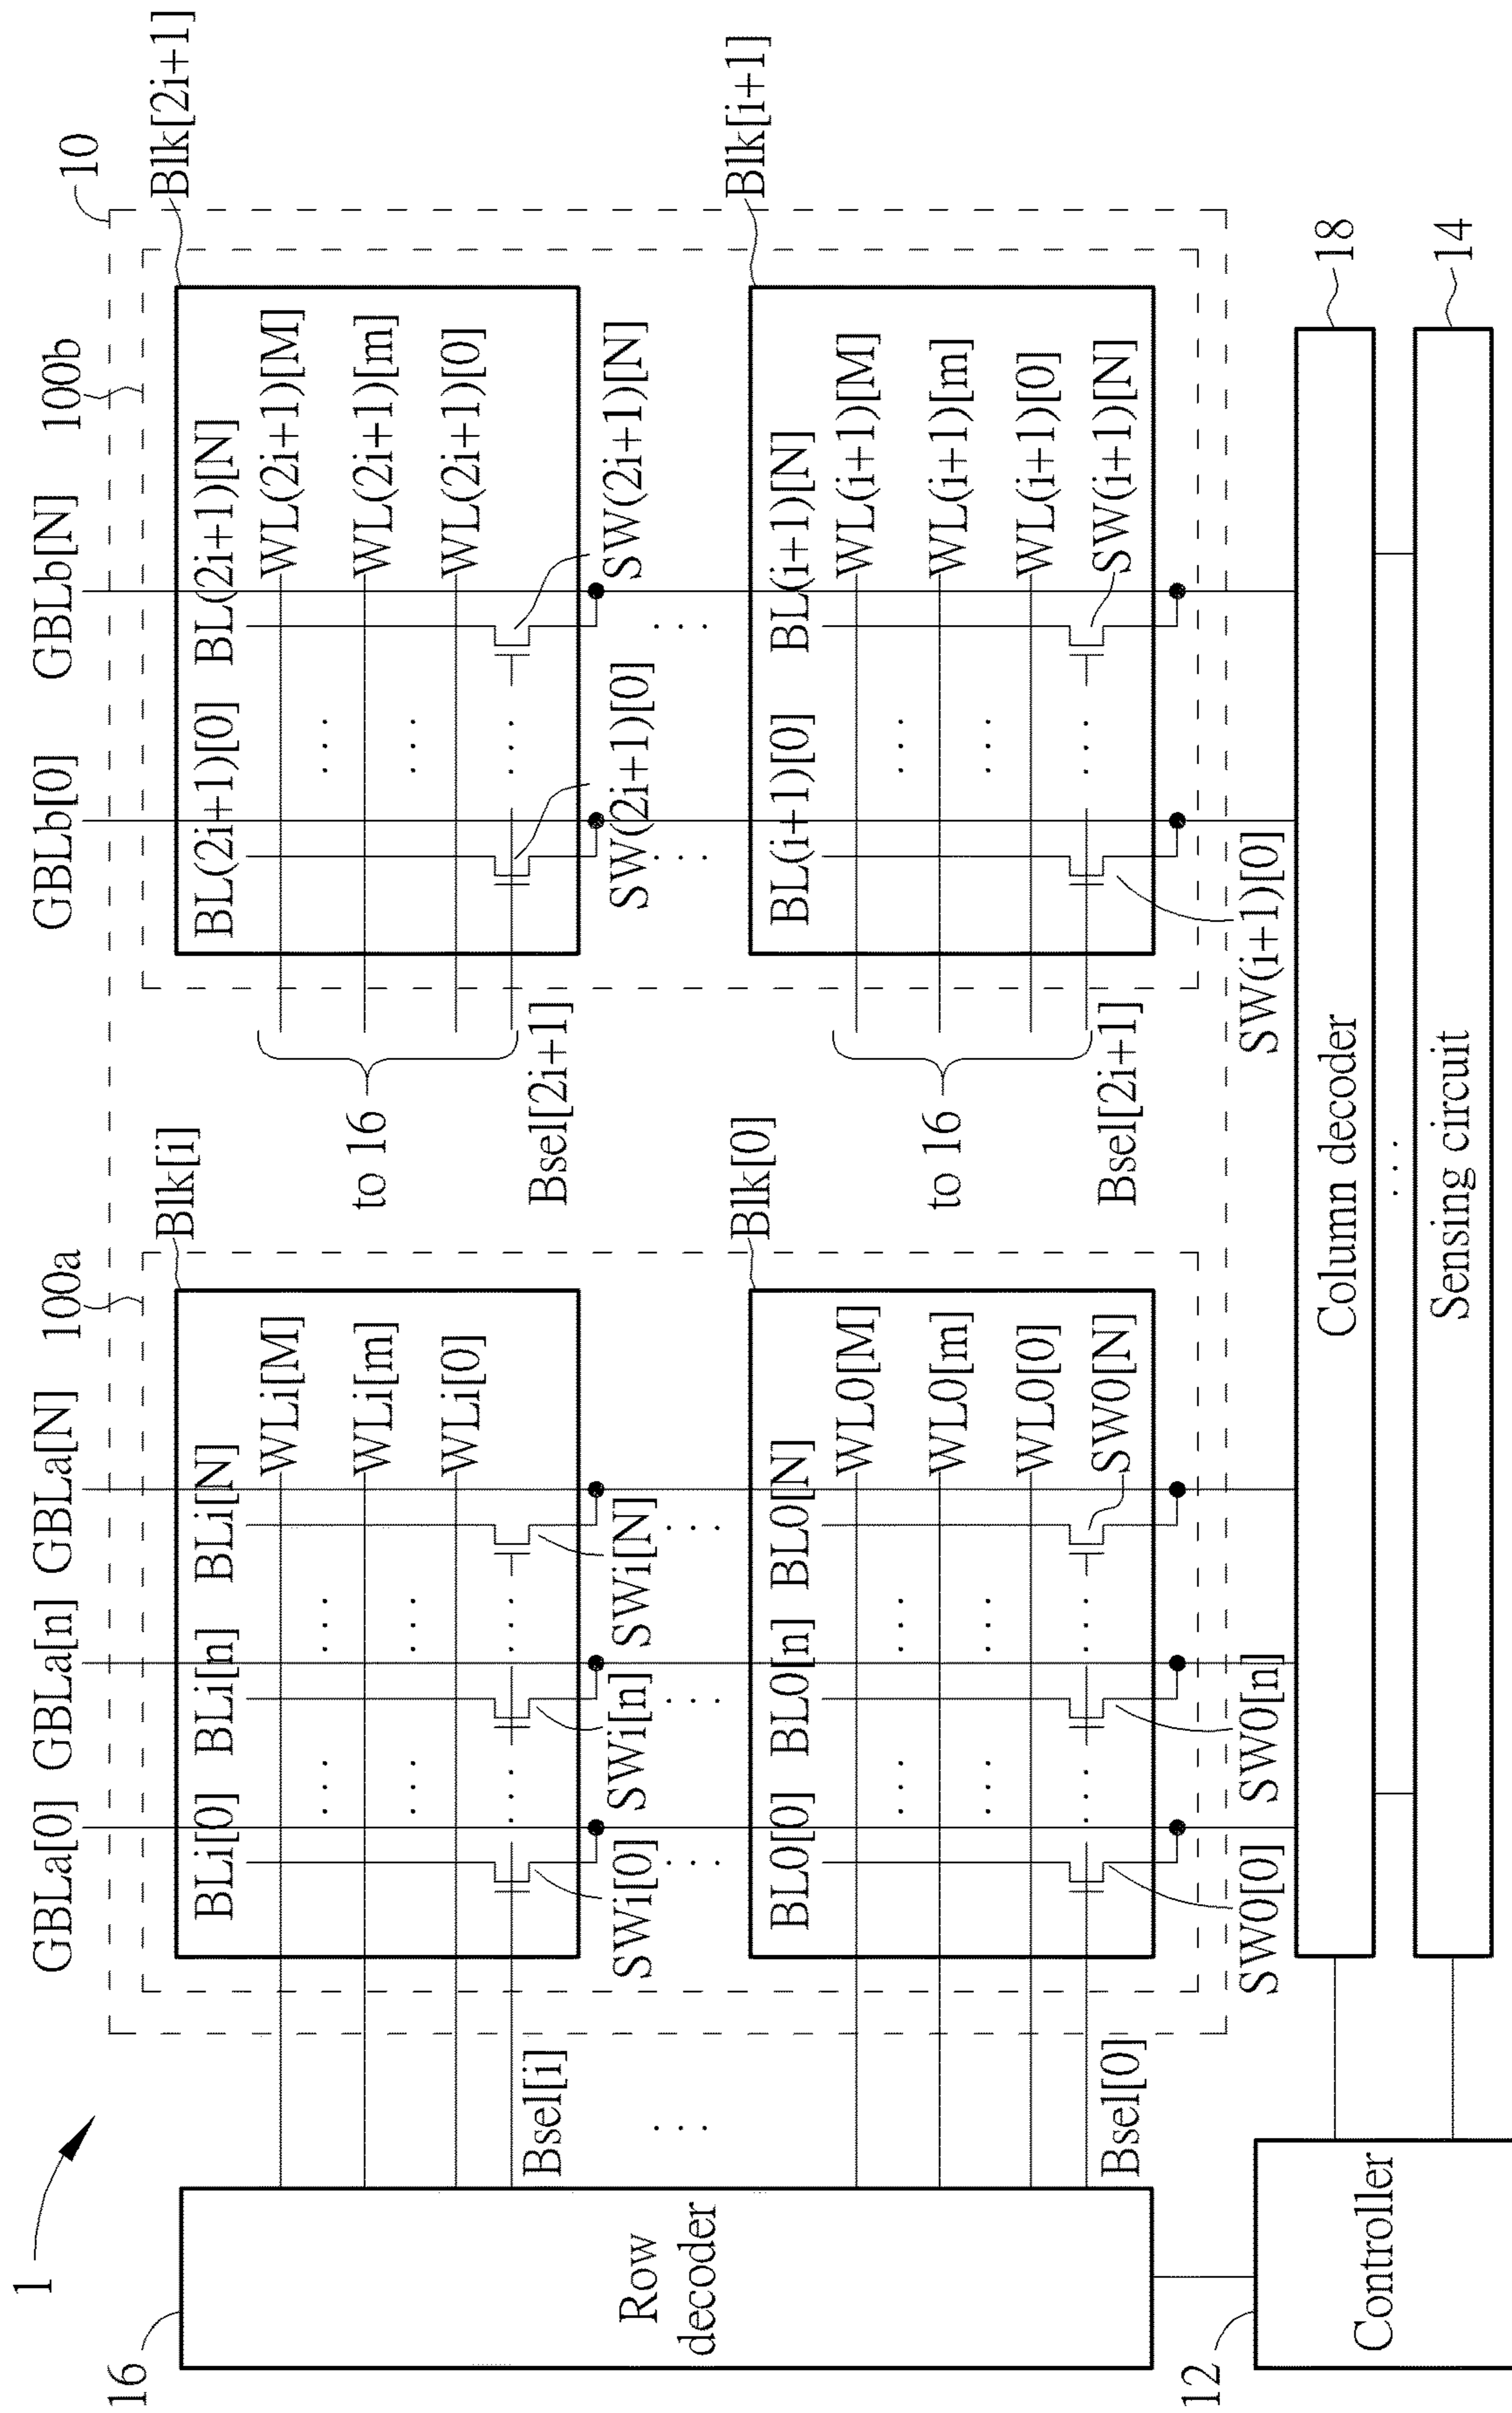 1
GBLa[0]
GBLa[n]
GBLa[N]
100a
GBLb[0]
GBLb[N]
100b
10
16
Row
decoder
Blk[i]
BLi[0]
BLi[n]
BLi[N]
WLi[M]
. . .
. . .
WLi[m]
. . .
. . .
WLi[0]
. . .
. . .
Bsel[i]
SWi[0]
SWi[n]
SWi[N]
. . .
. . .
. . .
. . .
to 16
Bsel[2i+1]
Blk[2i+1]
BL(2i+1)[0]
BL(2i+1)[N]
WL(2i+1)[M]
. . .
WL(2i+1)[m]
. . .
WL(2i+1)[0]
. . .
SW(2i+1)[0]
SW(2i+1)[N]
. . .
. . .
Blk[0]
BL0[0]
BL0[n]
BL0[N]
WL0[M]
. . .
. . .
WL0[m]
. . .
. . .
WL0[0]
. . .
. . .
SW0[N]
Bsel[0]
SW0[0]
SW0[n]
to 16
Bsel[2i+1]
Blk[i+1]
BL(i+1)[0]
BL(i+1)[N]
WL(i+1)[M]
. . .
WL(i+1)[m]
. . .
WL(i+1)[0]
. . .
SW(i+1)[N]
SW(i+1)[0]
12
Controller
Column decoder
18
. . .
Sensing circuit
14